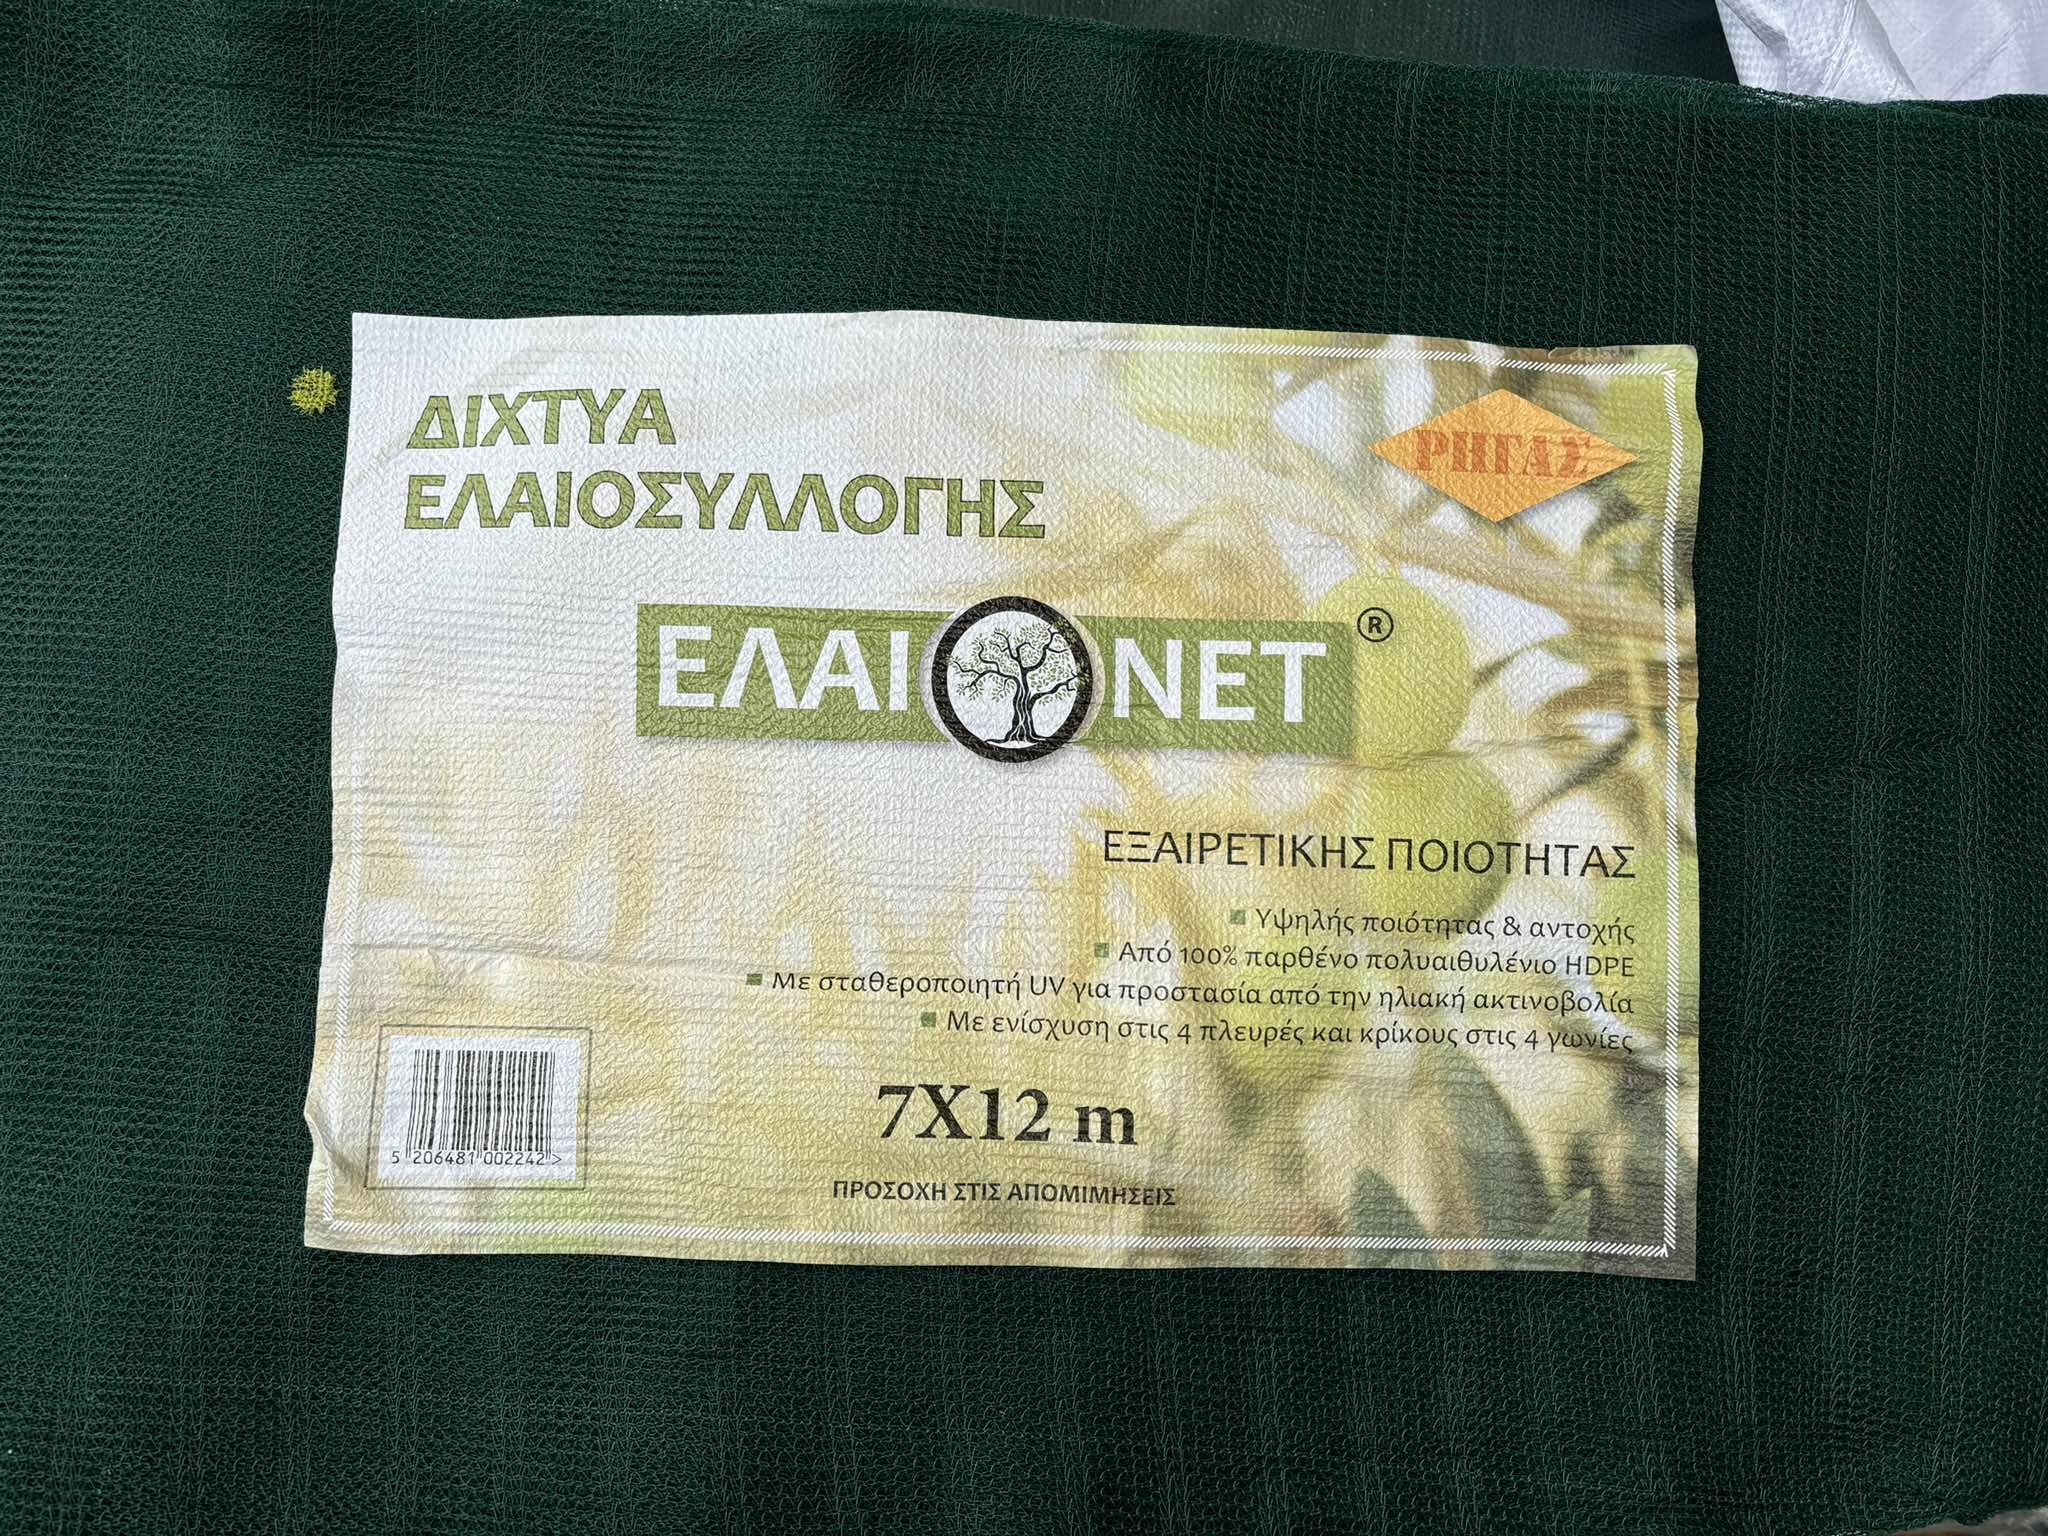 ΔΙΧΤΥΑ
ΕΛΑΙΟΣΥΛΛΟΓΗΣ
ΡΗΓΑΣ
ΕΛΑΙΟΝΕΤ®
ΕΞΑΙΡΕΤΙΚΗΣ ΠΟΙΟΤΗΤΑΣ
▪ Υψηλής ποιότητας & αντοχής
▪ Από 100% παρθένο πολυαιθυλένιο HDPE
▪ Με σταθεροποιητή UV για προστασία από την ηλιακή ακτινοβολία
▪ Με ενίσχυση στις 4 πλευρές και κρίκους στις 4 γωνίες
7X12 m
5 206481 002242 >
ΠΡΟΣΟΧΗ ΣΤΙΣ ΑΠΟΜΙΜΗΣΕΙΣ